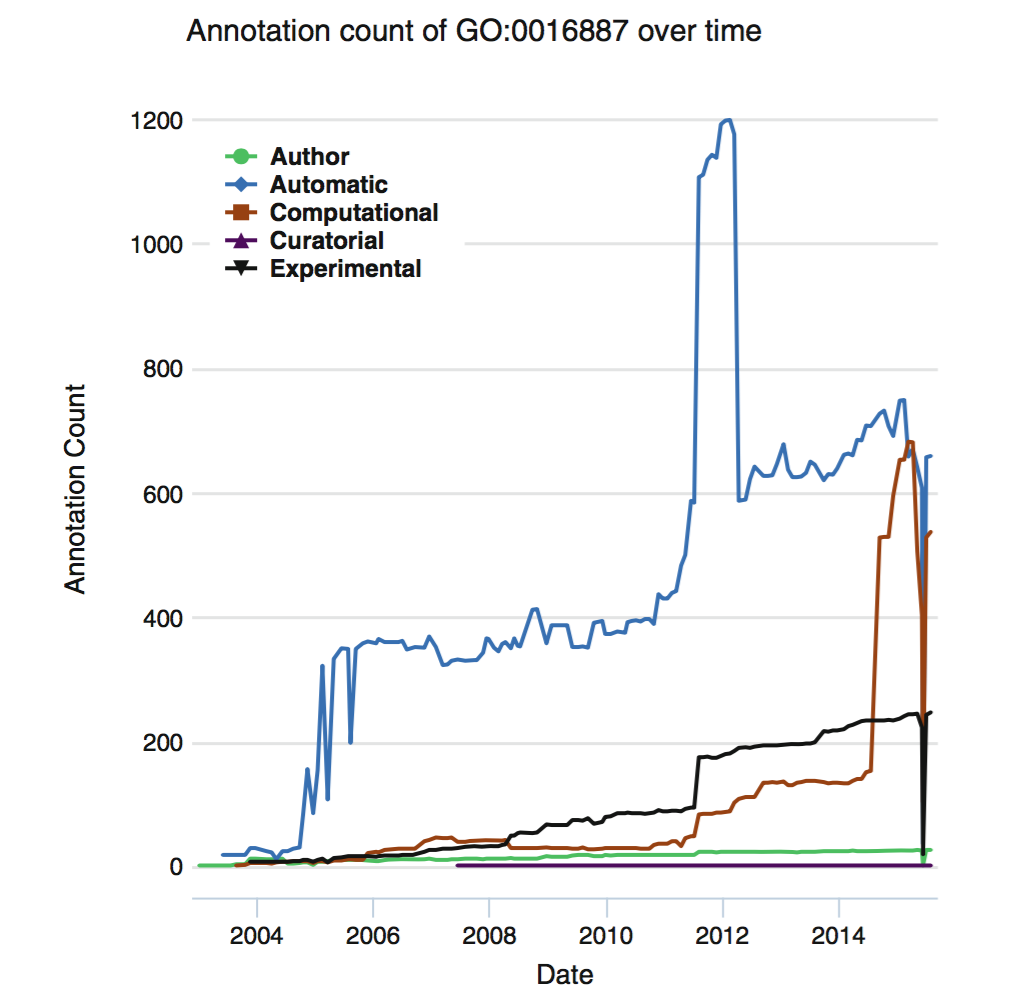 Annotation count of GO:0016887 over time
1200
1000
800
600
400
200
0
Annotation Count
Author
Automatic
Computational
Curatorial
Experimental
2004 2006 2008 2010 2012 2014
Date